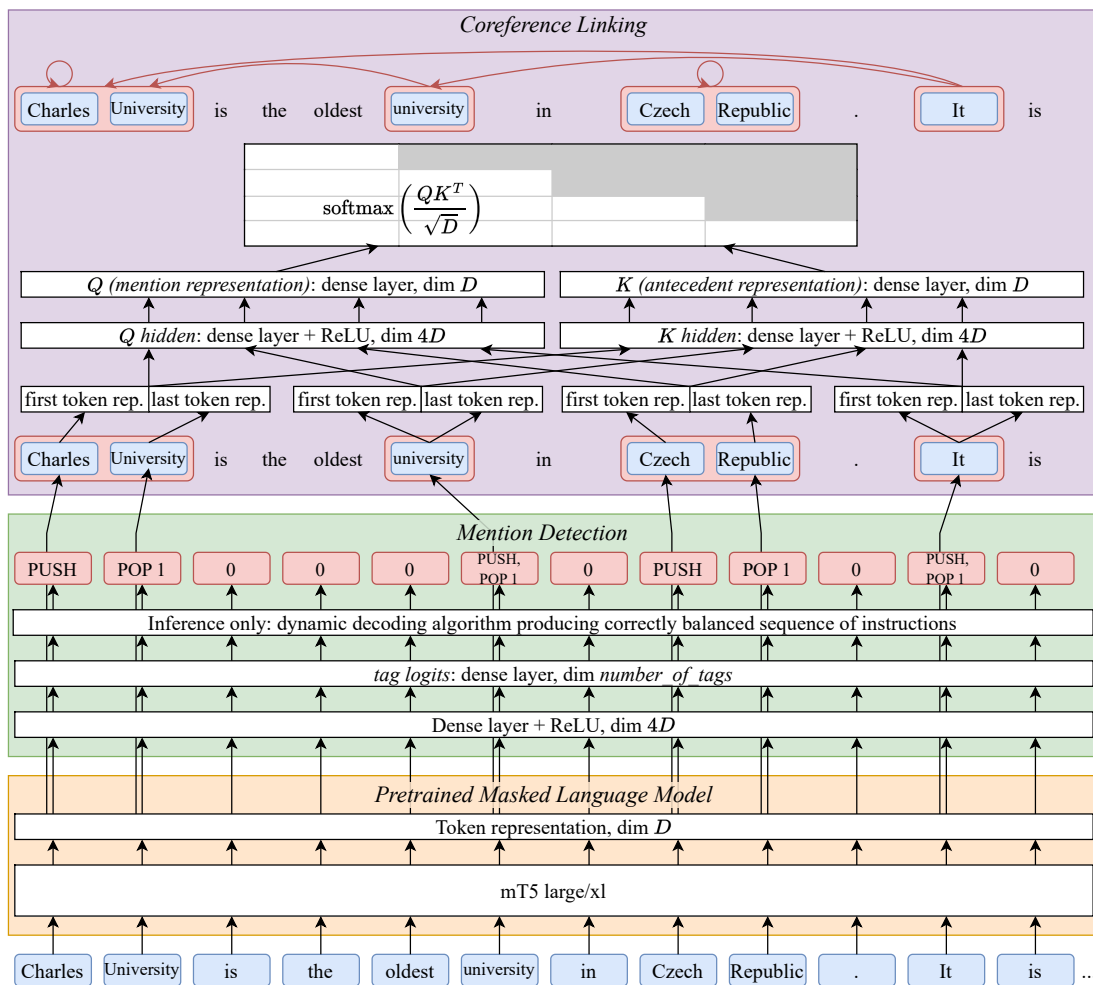 Coreference Linking
Charles University is the oldest university in Czech Republic . It is
softmax(QK^T/√D)
Q (mention representation): dense layer, dim D
K (antecedent representation): dense layer, dim D
Q hidden: dense layer + ReLU, dim 4D
K hidden: dense layer + ReLU, dim 4D
first token rep. last token rep. first token rep. last token rep. first token rep. last token rep. first token rep. last token rep.
Charles University is the oldest university in Czech Republic . It is
Mention Detection
PUSH POP 1 0 0 0 PUSH, POP 1 0 PUSH POP 1 0 PUSH, POP 1 0
Inference only: dynamic decoding algorithm producing correctly balanced sequence of instructions
tag logits: dense layer, dim number_of_tags
Dense layer + ReLU, dim 4D
Pretrained Masked Language Model
Token representation, dim D
mT5 large/xl
Charles University is the oldest university in Czech Republic . It is ...